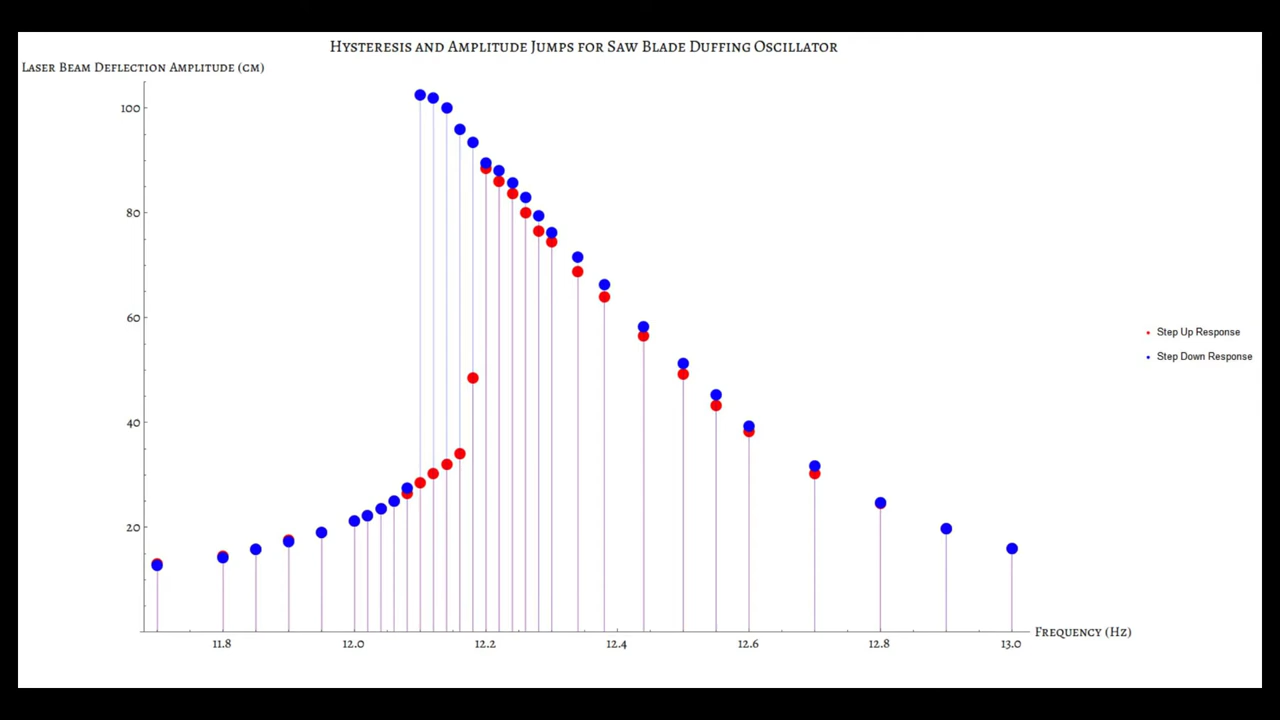 Hysteresis and Amplitude Jumps for Saw Blade Duffing Oscillator
Laser Beam Deflection Amplitude (cm)
100
80
60
40
20
Step Up Response
Step Down Response
11.8 12.0 12.2 12.4 12.6 12.8 13.0
Frequency (Hz)